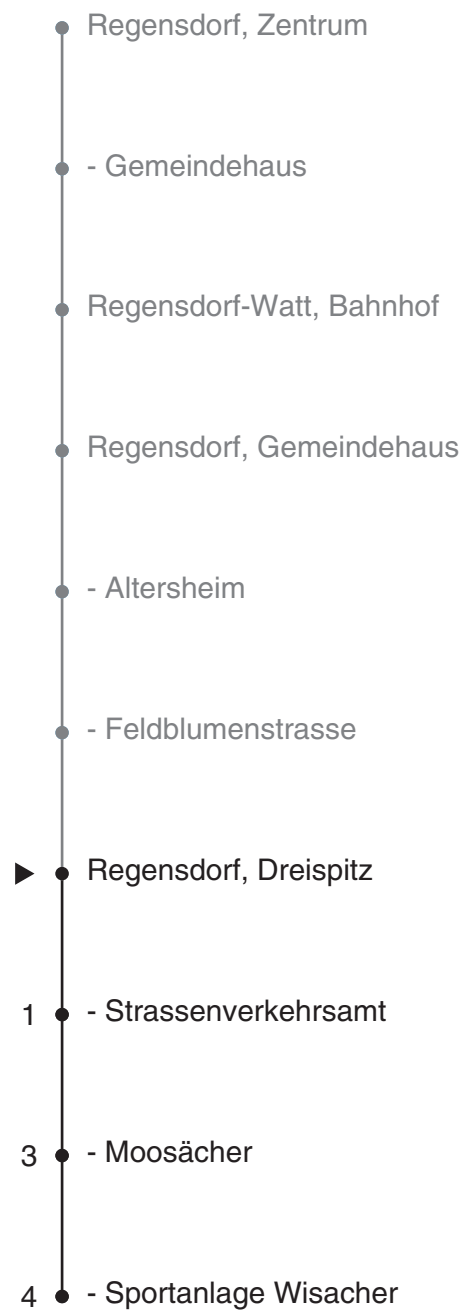 Regensdorf, Zentrum
- Gemeindehaus
Regensdorf-Watt, Bahnhof
Regensdorf, Gemeindehaus
- Altersheim
- Feldblumenstrasse
Regensdorf, Dreispitz
1 - Strassenverkehrsamt
3 - Moosächer
4 - Sportanlage Wisacher